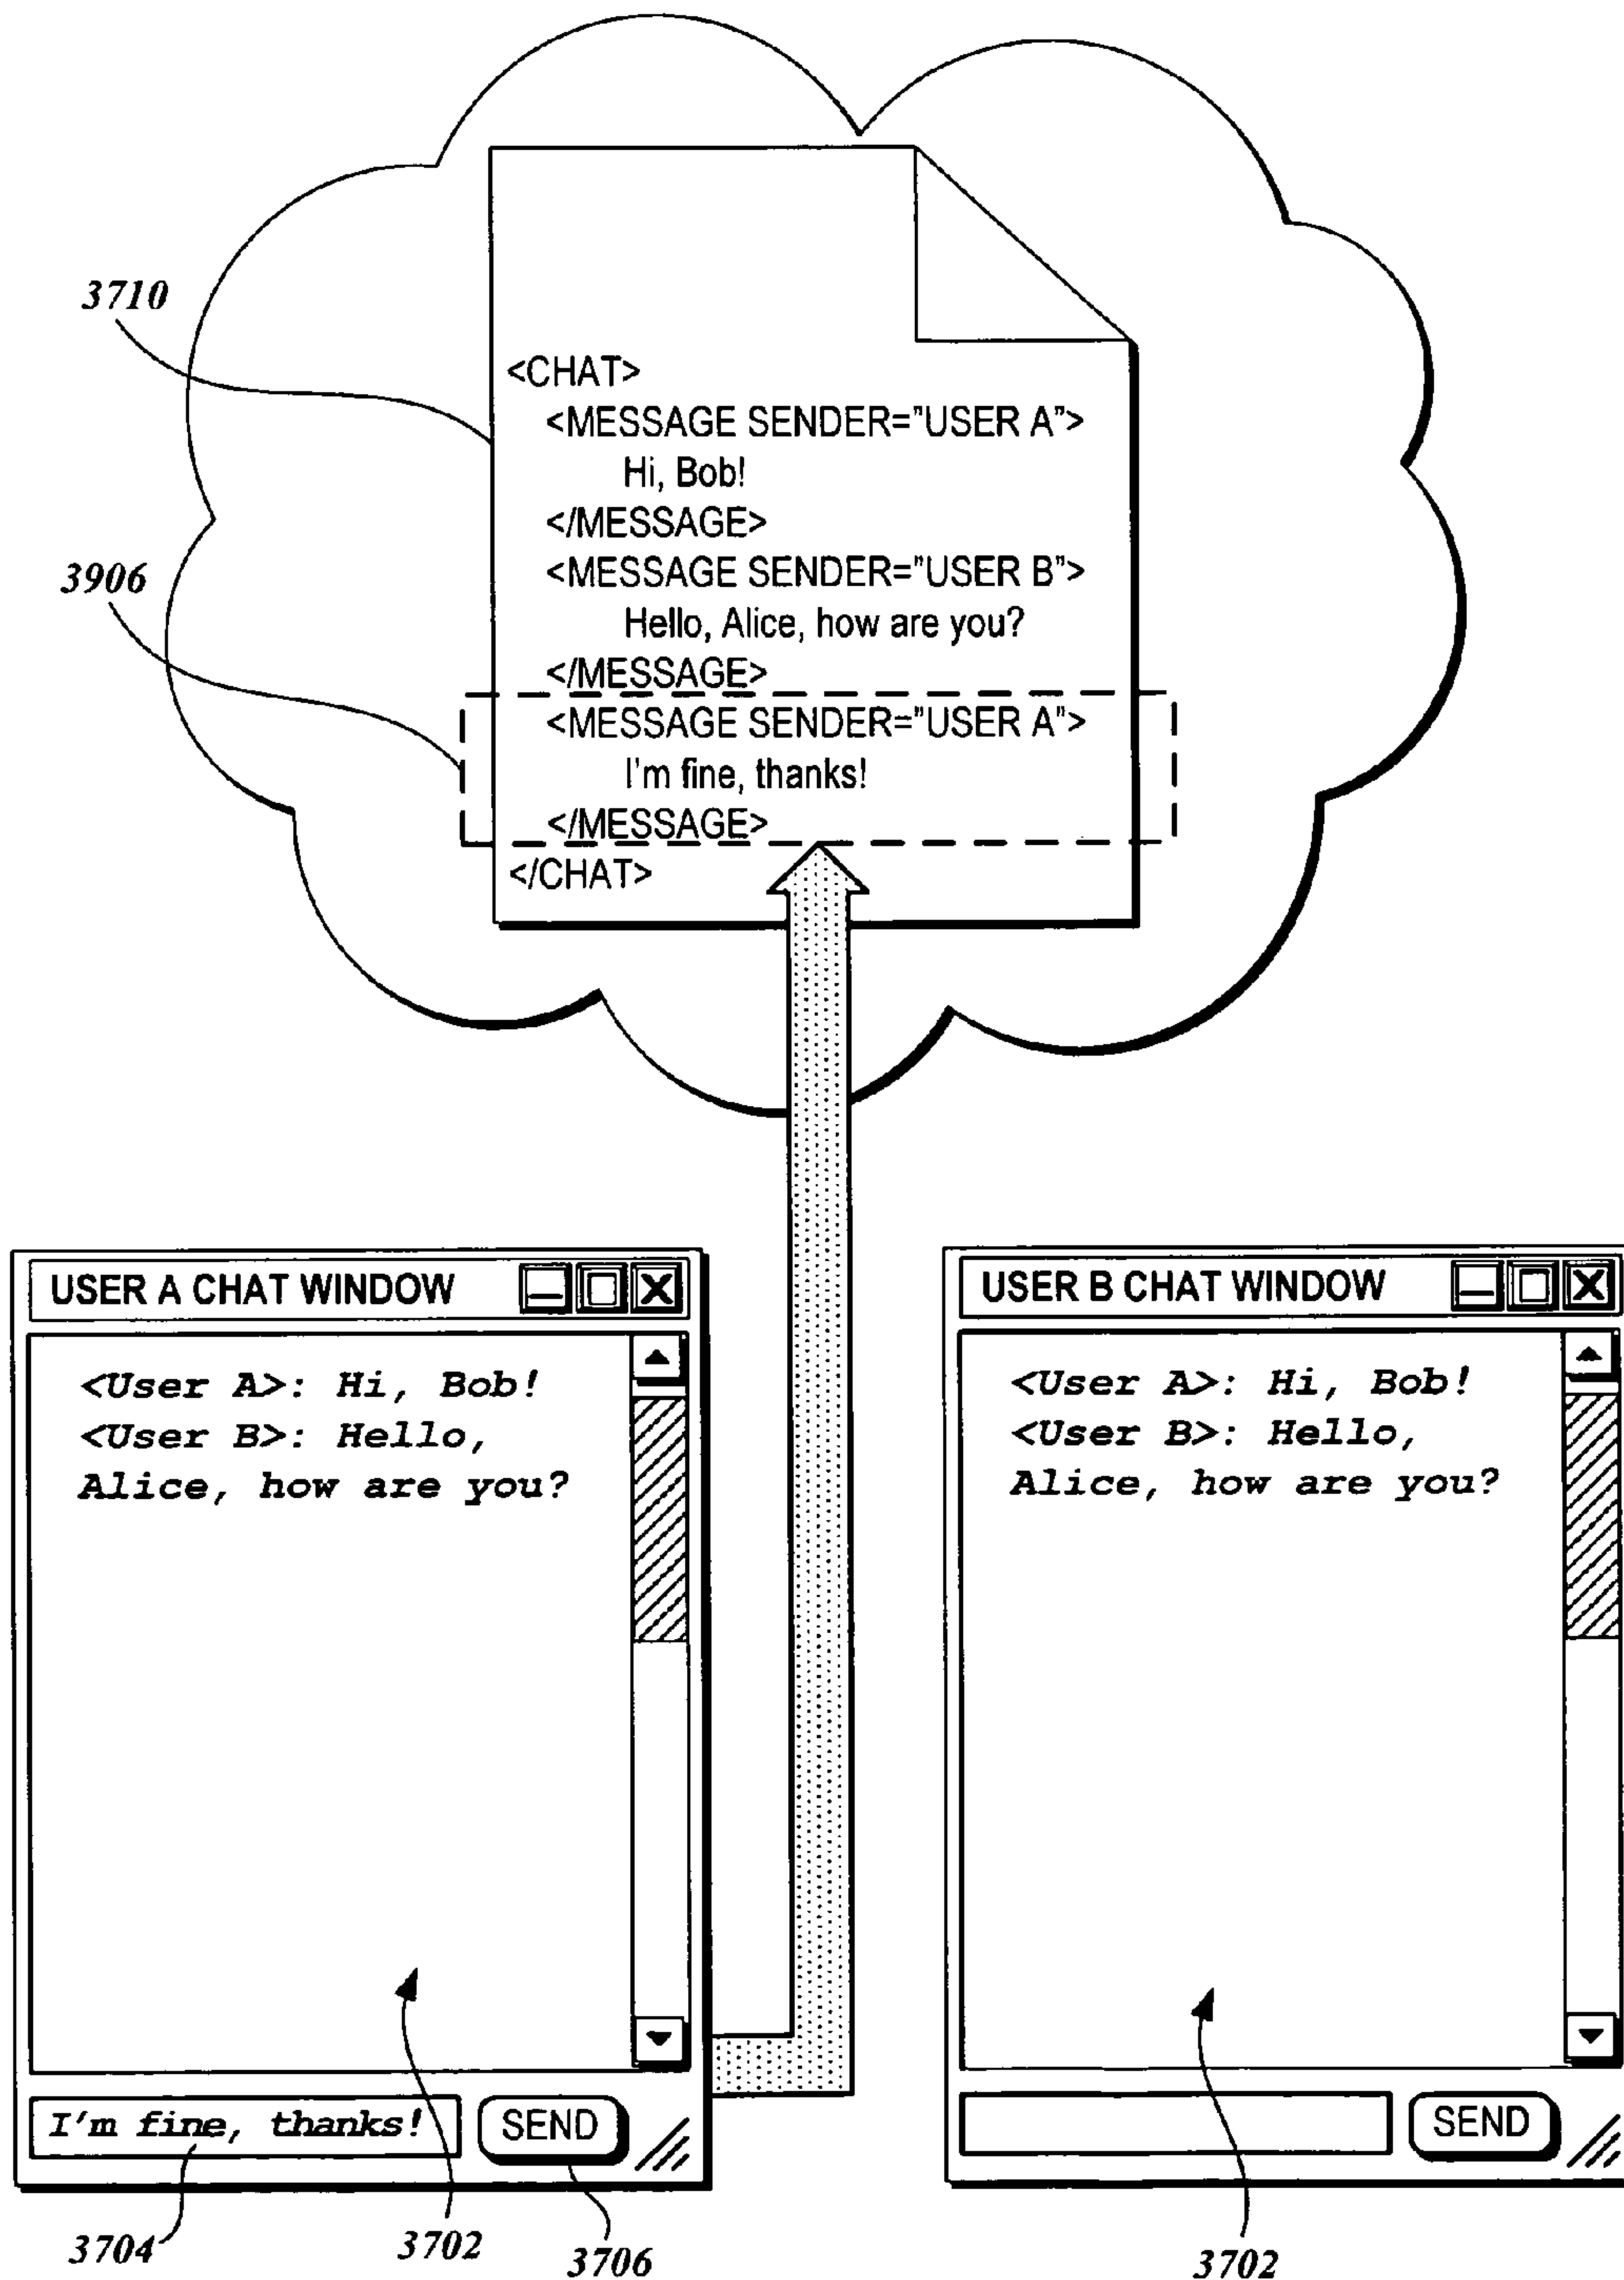 3710
<CHAT>
<MESSAGE SENDER="USER A">
Hi, Bob!
</MESSAGE>
3906
<MESSAGE SENDER="USER B">
Hello, Alice, how are you?
</MESSAGE>
<MESSAGE SENDER="USER A">
I'm fine, thanks!
</MESSAGE>
</CHAT>
USER A CHAT WINDOW
<User A>: Hi, Bob!
<User B>: Hello,
Alice, how are you?
I'm fine, thanks!
SEND
3704
3702
3706
USER B CHAT WINDOW
<User A>: Hi, Bob!
<User B>: Hello,
Alice, how are you?
SEND
3702